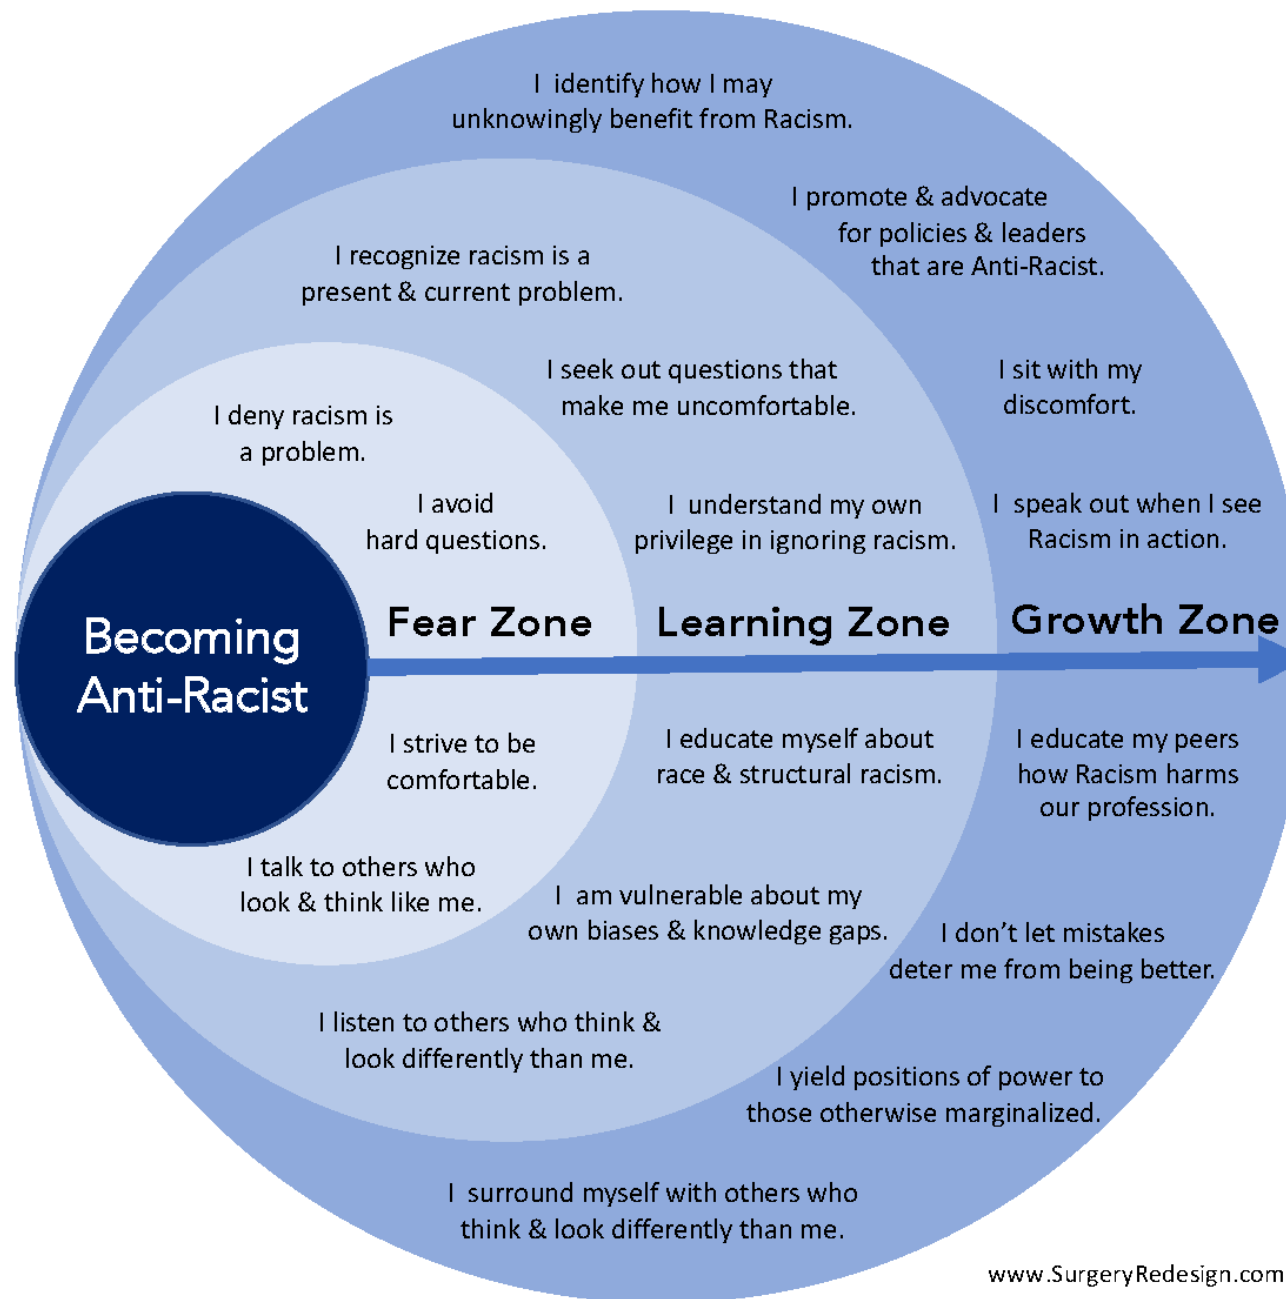 I identify how I may
unknowingly benefit from Racism.
I promote & advocate
for policies & leaders
that are Anti-Racist.
I recognize racism is a
present & current problem.
I seek out questions that
make me uncomfortable.
I sit with my
discomfort.
I deny racism is
a problem.
I avoid
hard questions.
I understand my own
privilege in ignoring racism.
I speak out when I see
Racism in action.
Becoming
Anti-Racist
Fear Zone
Learning Zone
Growth Zone
I strive to be
comfortable.
I educate myself about
race & structural racism.
I educate my peers
how Racism harms
our profession.
I talk to others who
look & think like me.
I am vulnerable about my
own biases & knowledge gaps.
I don’t let mistakes
deter me from being better.
I listen to others who think &
look differently than me.
I yield positions of power to
those otherwise marginalized.
I surround myself with others who
think & look differently than me.
www.SurgeryRedesign.com